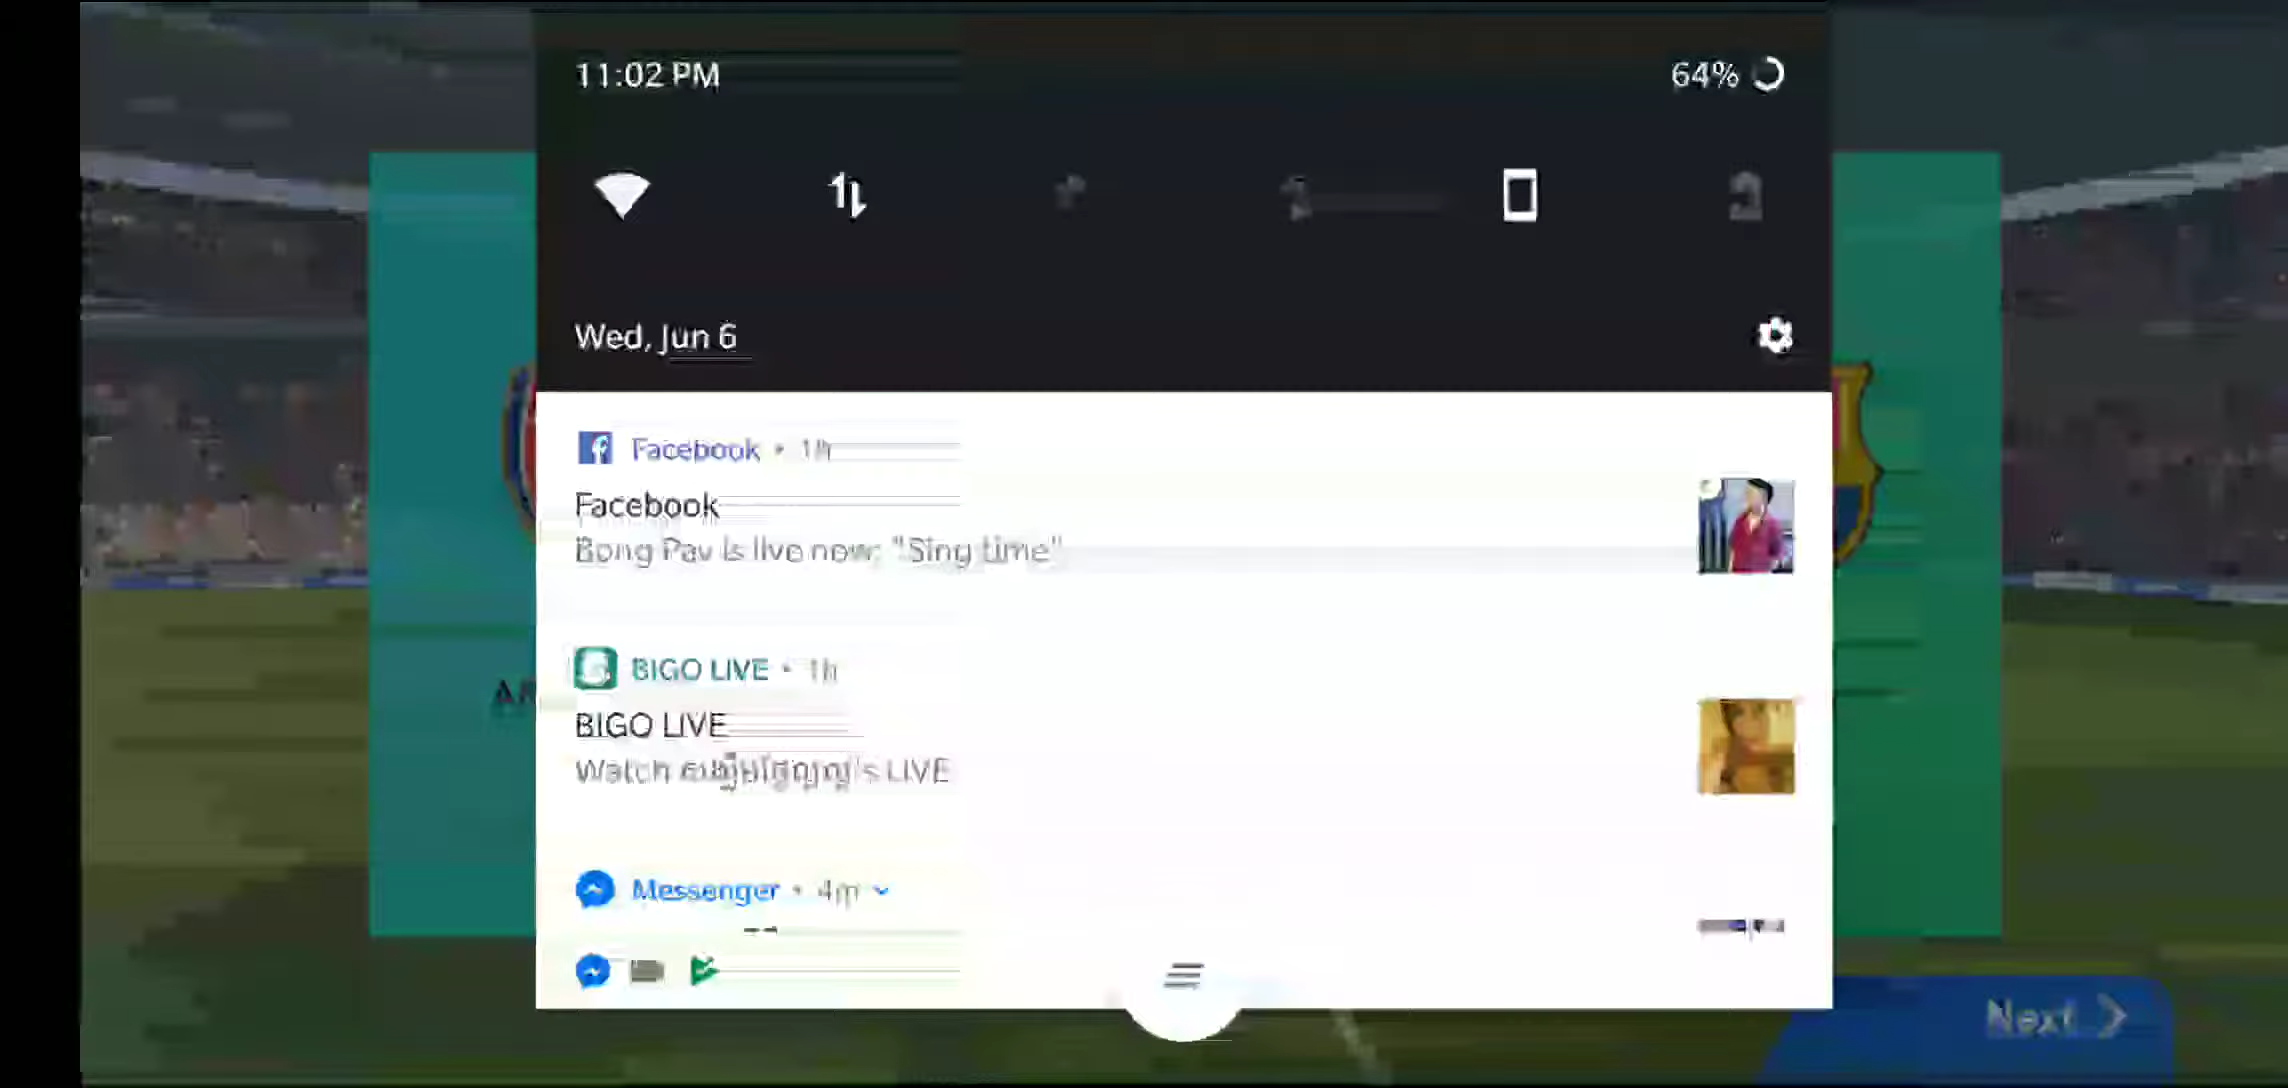 11:02 PM
64%
Wed, Jun 6
Facebook • 1h
Facebook
Bong Pav is live now: "Sing time"
BIGO LIVE • 1h
BIGO LIVE
Watch 's LIVE
Messenger • 4m
Next